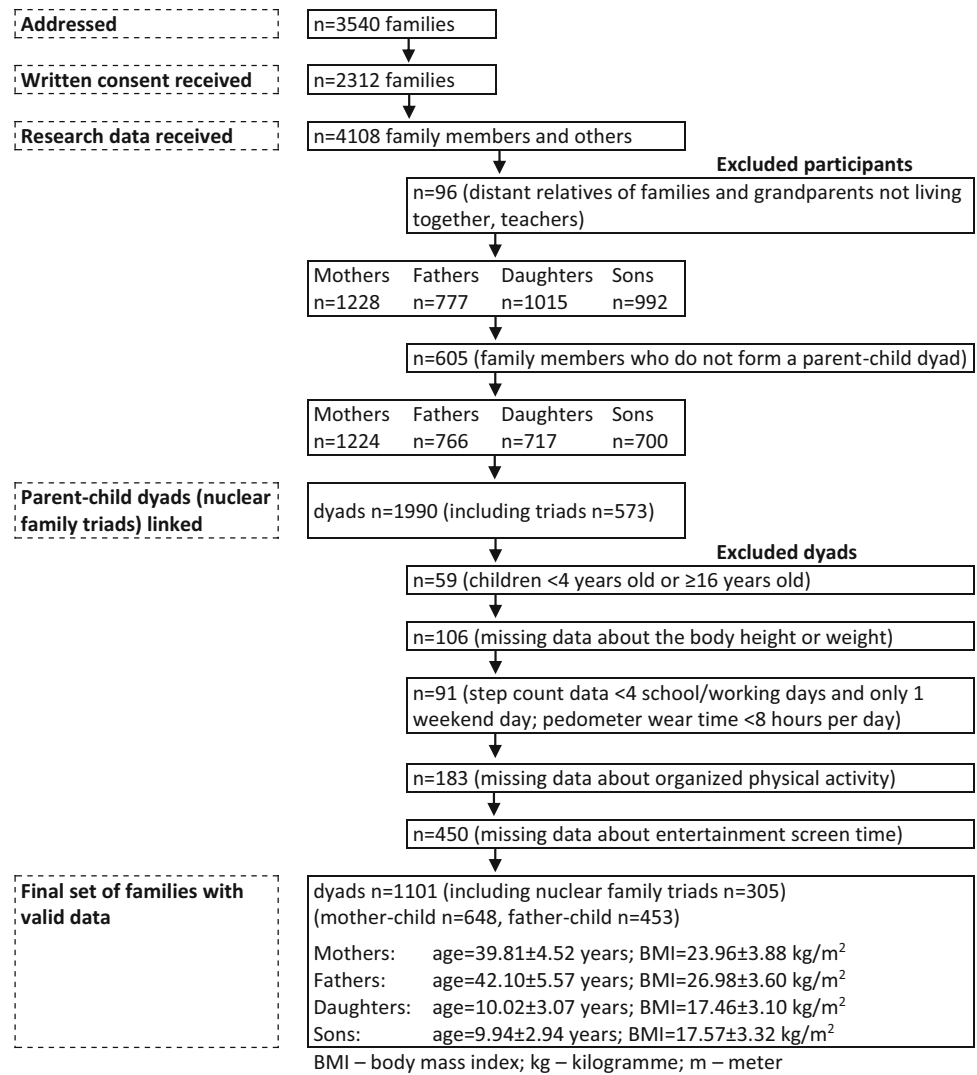 Addressed
n=3540 families
Written consent received
n=2312 families
Research data received
n=4108 family members and others
Excluded participants
n=96 (distant relatives of families and grandparents not living
together, teachers)
Mothers Fathers Daughters Sons
n=1228 n=777 n=1015 n=992
n=605 (family members who do not form a parent-child dyad)
Mothers Fathers Daughters Sons
n=1224 n=766 n=717 n=700
Parent-child dyads (nuclear
family triads) linked
dyads n=1990 (including triads n=573)
Excluded dyads
n=59 (children <4 years old or ≥16 years old)
n=106 (missing data about the body height or weight)
n=91 (step count data <4 school/working days and only 1
weekend day; pedometer wear time <8 hours per day)
n=183 (missing data about organized physical activity)
n=450 (missing data about entertainment screen time)
Final set of families with
valid data
dyads n=1101 (including nuclear family triads n=305)
(mother-child n=648, father-child n=453)
Mothers: age=39.81±4.52 years; BMI=23.96±3.88 kg/m²
Fathers: age=42.10±5.57 years; BMI=26.98±3.60 kg/m²
Daughters: age=10.02±3.07 years; BMI=17.46±3.10 kg/m²
Sons: age=9.94±2.94 years; BMI=17.57±3.32 kg/m²
BMI – body mass index; kg – kilogramme; m – meter